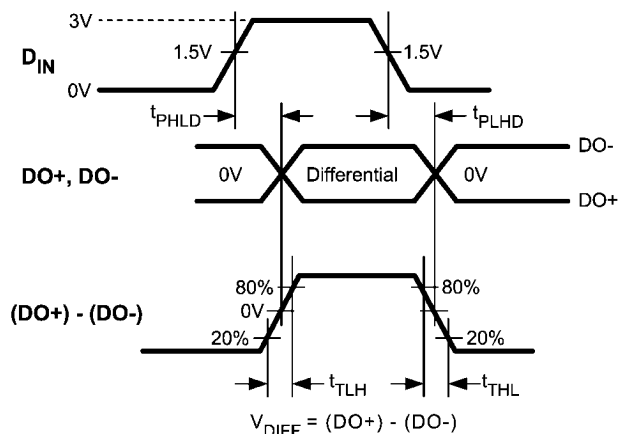 3V
D_IN
1.5V
1.5V
0V
t_PHLD
t_PLHD
DO-
DO+, DO-
0V
Differential
0V
DO+
80%
80%
(DO+) - (DO-)
0V
20%
20%
t_TLH
t_THL
V_DIFF = (DO+) - (DO-)